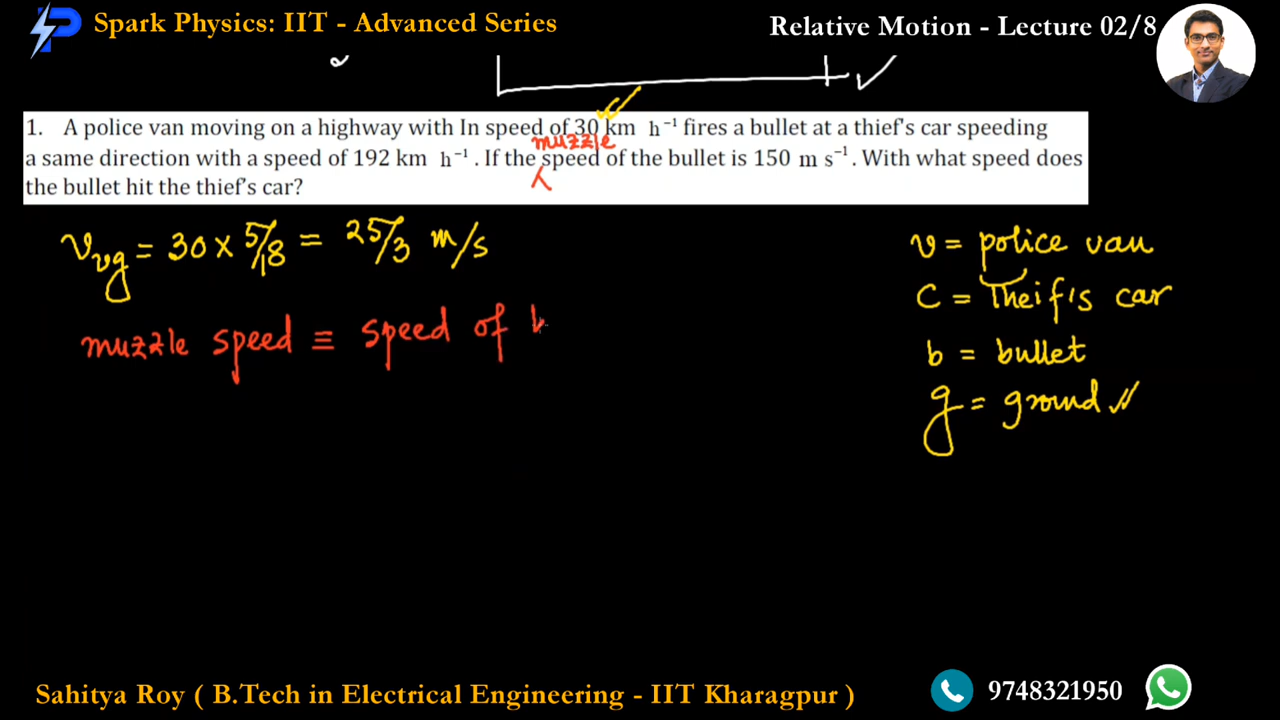 Spark Physics: IIT - Advanced Series
Relative Motion - Lecture 02/8
1. A police van moving on a highway with In speed of 30 km h⁻¹ fires a bullet at a thief's car speeding
muzzle
a same direction with a speed of 192 km h⁻¹. If the speed of the bullet is 150 m s⁻¹. With what speed does
the bullet hit the thief's car?
v_vg = 30 × 5/18 = 25/3 m/s
v = police van
c = Theif's car
muzzle speed ≡ speed of b
b = bullet
g = ground //
Sahitya Roy ( B.Tech in Electrical Engineering - IIT Kharagpur )
9748321950